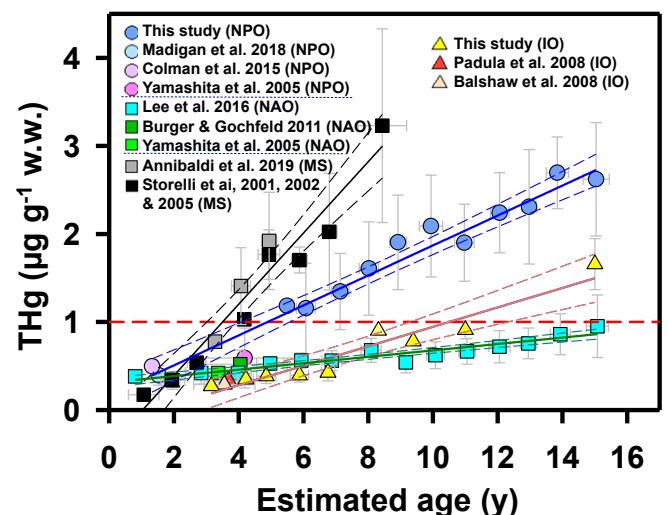 This study (NPO)
Madigan et al. 2018 (NPO)
Colman et al. 2015 (NPO)
Yamashita et al. 2005 (NPO)
Lee et al. 2016 (NAO)
Burger & Gochfeld 2011 (NAO)
Yamashita et al. 2005 (NAO)
Annibaldi et al. 2019 (MS)
Storelli et ai, 2001, 2002
& 2005 (MS)
This study (IO)
Padula et al. 2008 (IO)
Balshaw et al. 2008 (IO)
THg (µg g⁻¹ w.w.)
4
3
2
1
0
0 2 4 6 8 10 12 14 16
Estimated age (y)